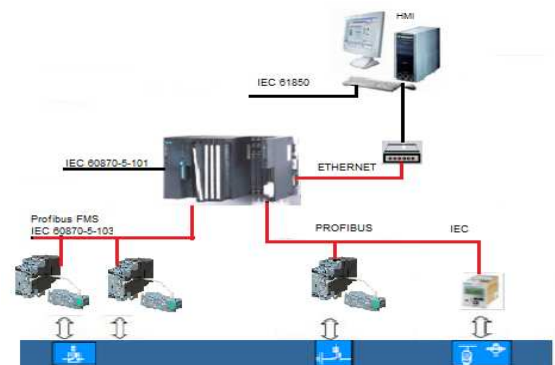 HMI
IEC 61850
IEC 60870-5-101
ETHERNET
Profibus FMS
IEC 60870-5-103
PROFIBUS
IEC